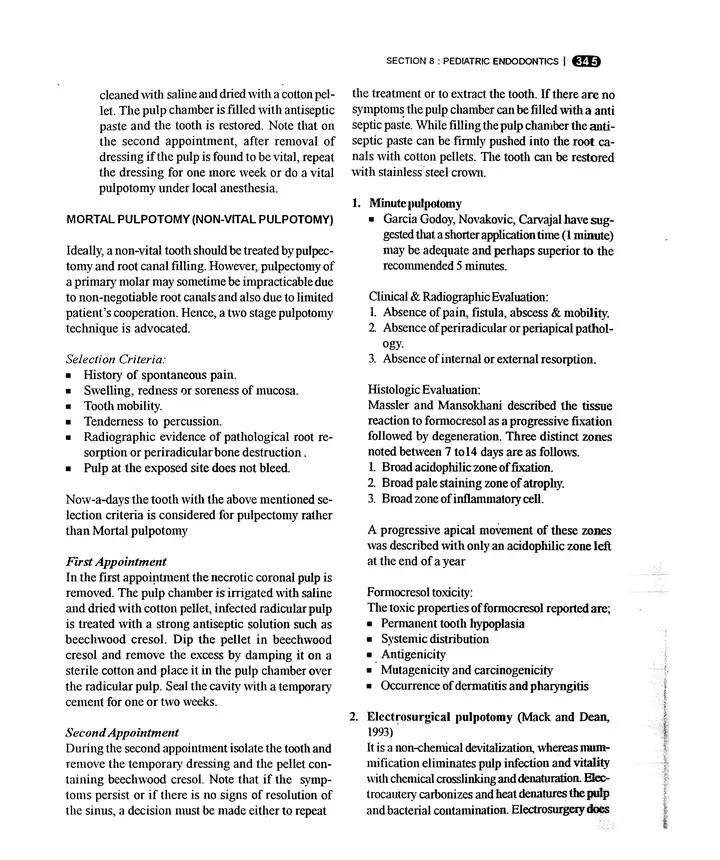 SECTION 8 : PEDIATRIC ENDODONTICS | 345
cleaned with saline and dried with a cotton pel-
let. The pulp chamber is filled with antiseptic
paste and the tooth is restored. Note that on
the second appointment, after removal of
dressing if the pulp is found to be vital, repeat
the dressing for one more week or do a vital
pulpotomy under local anesthesia.
MORTAL PULPOTOMY (NON-VITAL PULPOTOMY)
Ideally, a non-vital tooth should be treated by pulpec-
tomy and root canal filling. However, pulpectomy of
a primary molar may sometime be impracticable due
to non-negotiable root canals and also due to limited
patient's cooperation. Hence, a two stage pulpotomy
technique is advocated.
Selection Criteria:
▪ History of spontaneous pain.
▪ Swelling, redness or soreness of mucosa.
▪ Tooth mobility.
▪ Tenderness to percussion.
▪ Radiographic evidence of pathological root re-
sorption or periradicular bone destruction .
▪ Pulp at the exposed site does not bleed.
Now-a-days the tooth with the above mentioned se-
lection criteria is considered for pulpectomy rather
than Mortal pulpotomy
First Appointment
In the first appointment the necrotic coronal pulp is
removed. The pulp chamber is irrigated with saline
and dried with cotton pellet, infected radicular pulp
is treated with a strong antiseptic solution such as
beechwood cresol. Dip the pellet in beechwood
cresol and remove the excess by damping it on a
sterile cotton and place it in the pulp chamber over
the radicular pulp. Seal the cavity with a temporary
cement for one or two weeks.
Second Appointment
During the second appointment isolate the tooth and
remove the temporary dressing and the pellet con-
taining beechwood cresol. Note that if the symp-
toms persist or if there is no signs of resolution of
the sinus, a decision must be made either to repeat
the treatment or to extract the tooth. If there are no
symptoms the pulp chamber can be filled with a anti
septic paste. While filling the pulp chamber the anti-
septic paste can be firmly pushed into the root ca-
nals with cotton pellets. The tooth can be restored
with stainless steel crown.
1. Minute pulpotomy
▪ Garcia Godoy, Novakovic, Carvajal have sug-
gested that a shorter application time (1 minute)
may be adequate and perhaps superior to the
recommended 5 minutes.
Clinical & Radiographic Evaluation:
1. Absence of pain, fistula, abscess & mobility.
2. Absence of periradicular or periapical pathol-
ogy.
3. Absence of internal or external resorption.
Histologic Evaluation:
Massler and Mansokhani described the tissue
reaction to formocresol as a progressive fixation
followed by degeneration. Three distinct zones
noted between 7 to14 days are as follows.
1. Broad acidophilic zone of fixation.
2. Broad pale staining zone of atrophy.
3. Broad zone of inflammatory cell.
A progressive apical movement of these zones
was described with only an acidophilic zone left
at the end of a year
Formocresol toxicity:
The toxic properties of formocresol reported are;
▪ Permanent tooth hypoplasia
▪ Systemic distribution
▪ Antigenicity
▪ Mutagenicity and carcinogenicity
▪ Occurrence of dermatitis and pharyngitis
2. Electrosurgical pulpotomy (Mack and Dean,
1993)
It is a non-chemical devitalization, whereas mum-
mification eliminates pulp infection and vitality
with chemical crosslinking and denaturation. Elec-
trocautery carbonizes and heat denatures the pulp
and bacterial contamination. Electrosurgery does